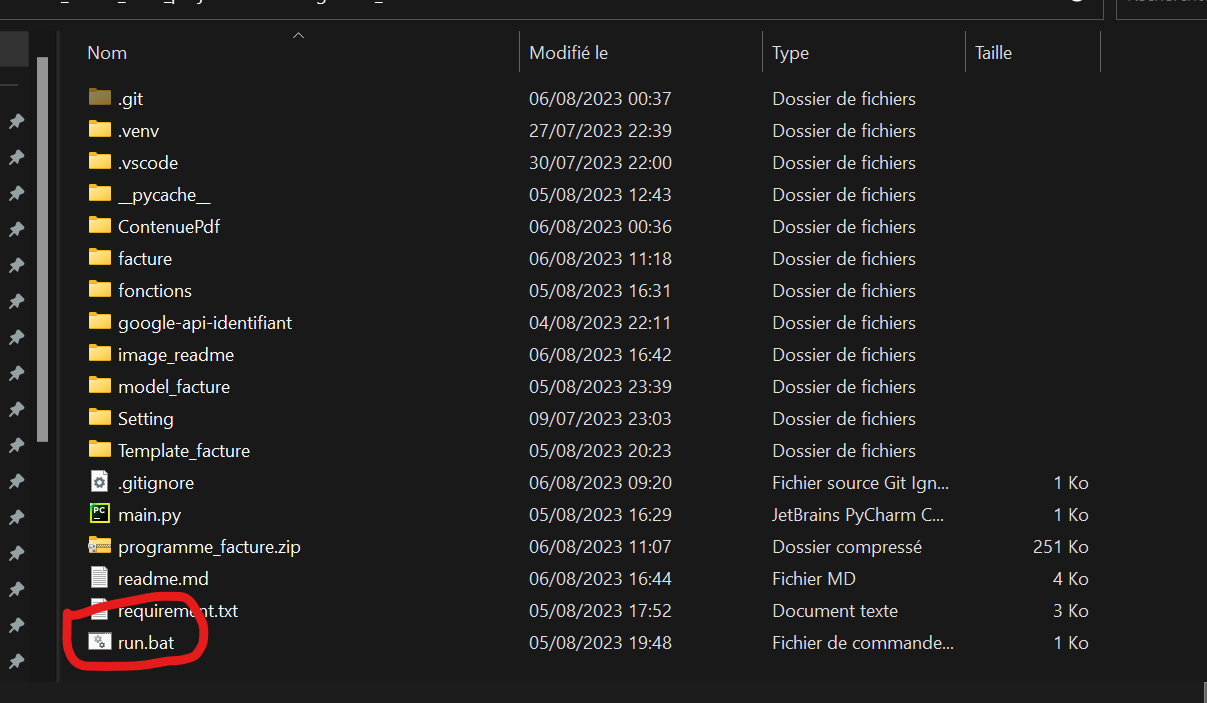 Nom Modifié le Type Taille
.git 06/08/2023 00:37 Dossier de fichiers
.venv 27/07/2023 22:39 Dossier de fichiers
.vscode 30/07/2023 22:00 Dossier de fichiers
__pycache__ 05/08/2023 12:43 Dossier de fichiers
ContenuePdf 06/08/2023 00:36 Dossier de fichiers
facture 06/08/2023 11:18 Dossier de fichiers
fonctions 05/08/2023 16:31 Dossier de fichiers
google-api-identifiant 04/08/2023 22:11 Dossier de fichiers
image_readme 06/08/2023 16:42 Dossier de fichiers
model_facture 05/08/2023 23:39 Dossier de fichiers
Setting 09/07/2023 23:03 Dossier de fichiers
Template_facture 05/08/2023 20:23 Dossier de fichiers
.gitignore 06/08/2023 09:20 Fichier source Git Ign... 1 Ko
main.py 05/08/2023 16:29 JetBrains PyCharm C... 1 Ko
programme_facture.zip 06/08/2023 11:07 Dossier compressé 251 Ko
readme.md 06/08/2023 16:44 Fichier MD 4 Ko
requirement.txt 05/08/2023 17:52 Document texte 3 Ko
run.bat 05/08/2023 19:48 Fichier de commande... 1 Ko